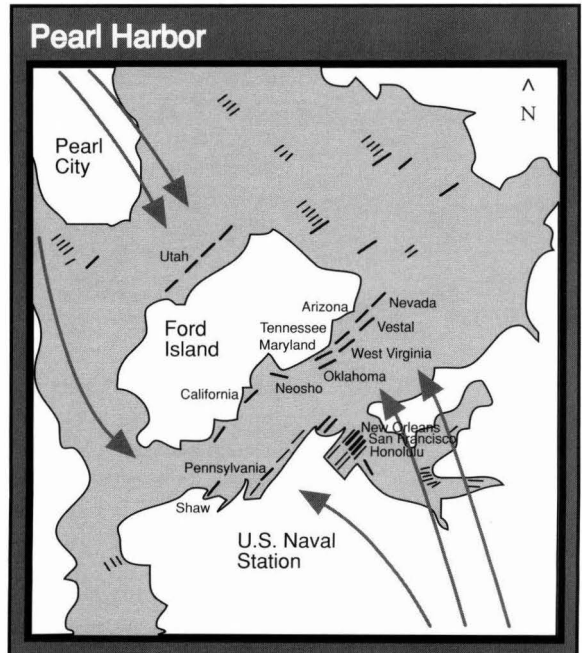 Pearl Harbor
^
N
Pearl
City
Utah
Arizona
Nevada
Tennessee
Vestal
Ford
Island
Maryland
West Virginia
Oklahoma
California
Neosho
New Orleans
San Francisco
Honolulu
Pennsylvania
Shaw
U.S. Naval
Station